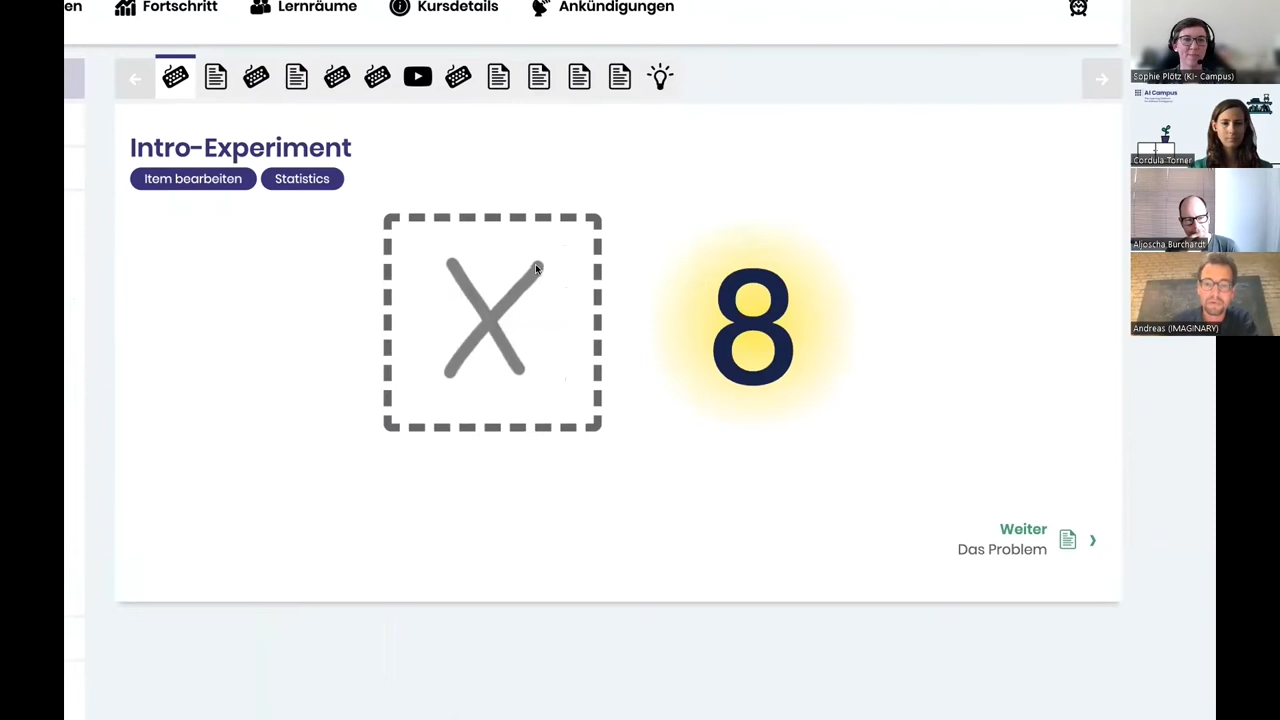 en Fortschritt Lernräume Kursdetails Ankündigungen
Intro-Experiment
Item bearbeiten Statistics
X 8
Weiter
Das Problem
Sophie Plötz (KI- Campus)
AI Campus
Cordula Torner
Aljoscha Burchardt
Andreas (IMAGINARY)